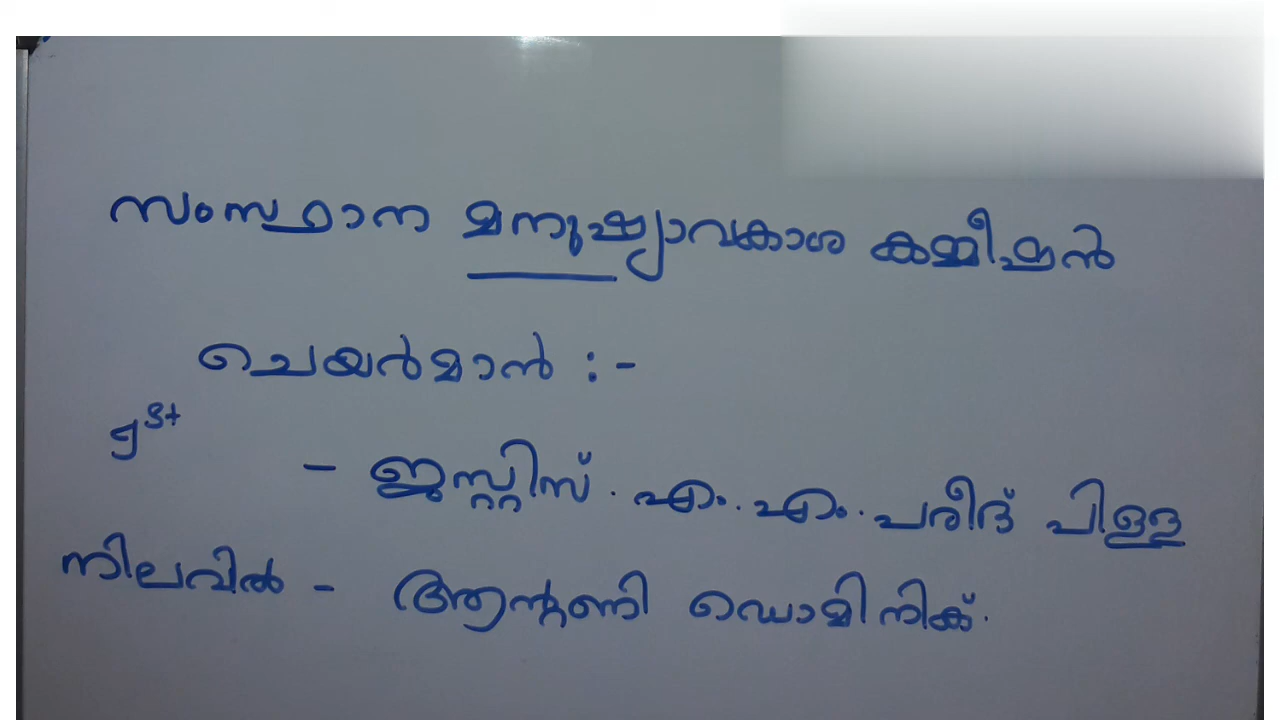 സംസ്ഥാന മനുഷ്യാവകാശ കമ്മീഷൻ
ചെയർമാൻ :-
1st
- ജസ്റ്റിസ്. എം. എം. പരീദ് പിള്ള
നിലവിൽ - ആന്റണി ഡൊമിനിക്.